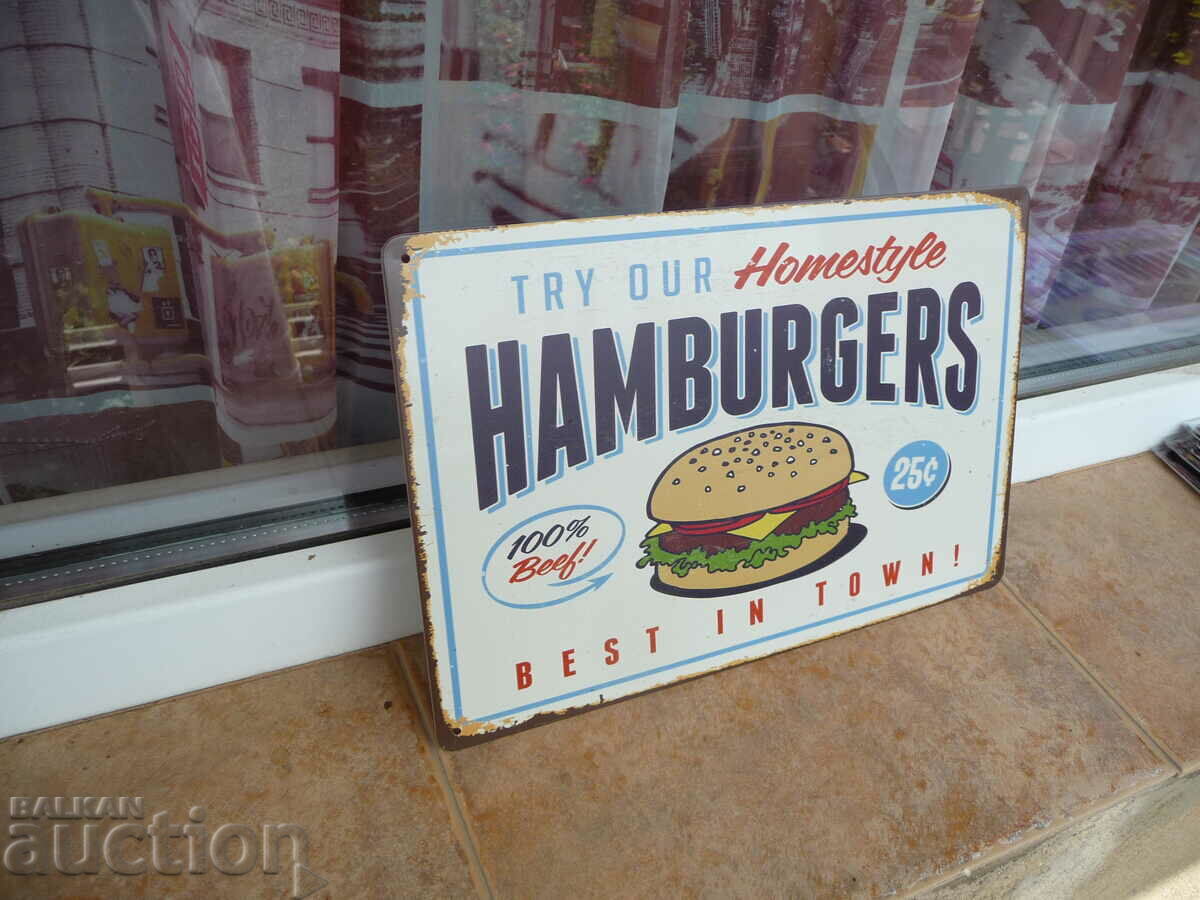 TRY OUR Homestyle
HAMBURGERS
25¢
100%
Beef!
BEST IN TOWN!
BALKAN
auction